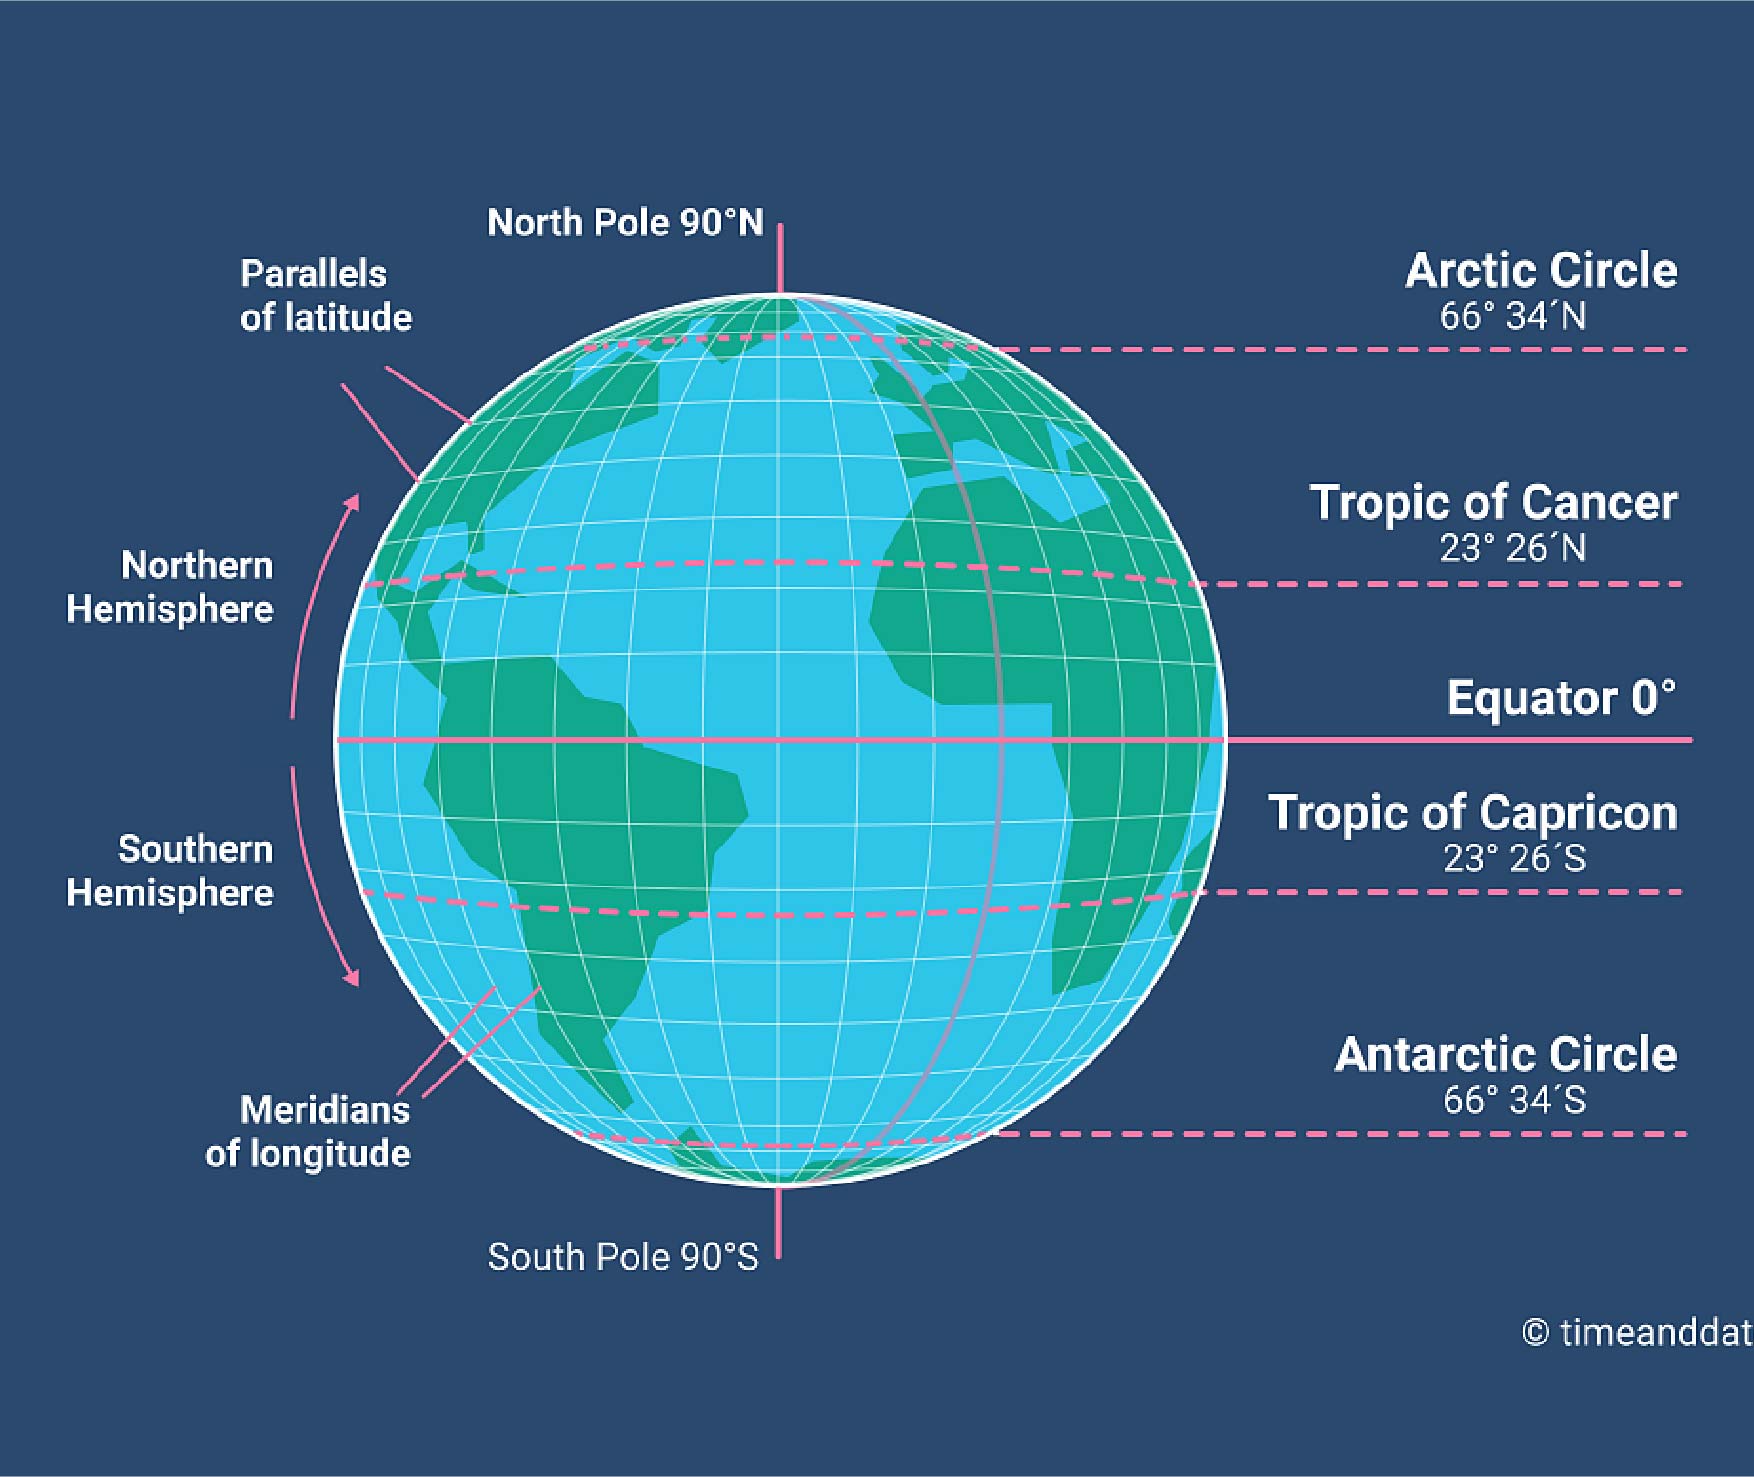 North Pole 90°N
Parallels
of latitude
Arctic Circle
66° 34´N
Tropic of Cancer
23° 26´N
Northern
Hemisphere
Equator 0°
Tropic of Capricon
23° 26´S
Southern
Hemisphere
Antarctic Circle
66° 34´S
Meridians
of longitude
South Pole 90°S
© timeanddat